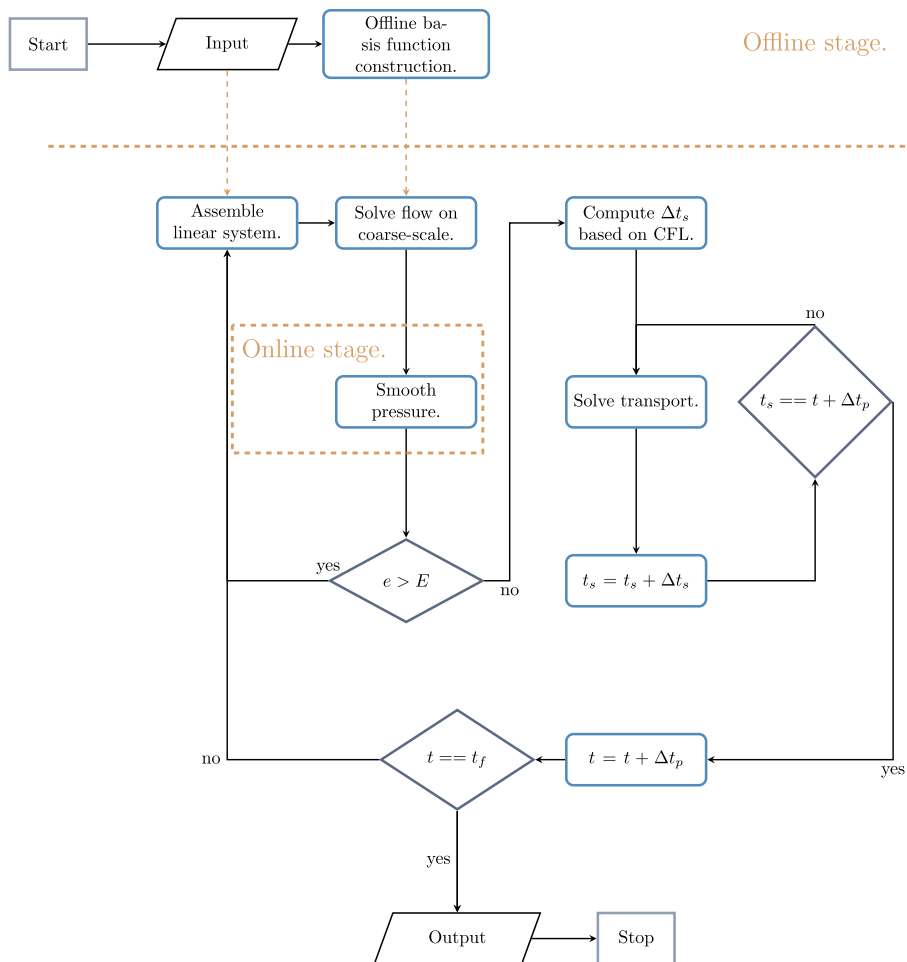 Start
Input
Offline ba-
sis function
construction.
Offline stage.
Assemble
linear system.
Solve flow on
coarse-scale.
Compute Δt_s
based on CFL.
no
Online stage.
Smooth
pressure.
Solve transport.
t_s == t + Δt_p
yes
e > E
no
t_s = t_s + Δt_s
no
t == t_f
t = t + Δt_p
yes
yes
Output
Stop